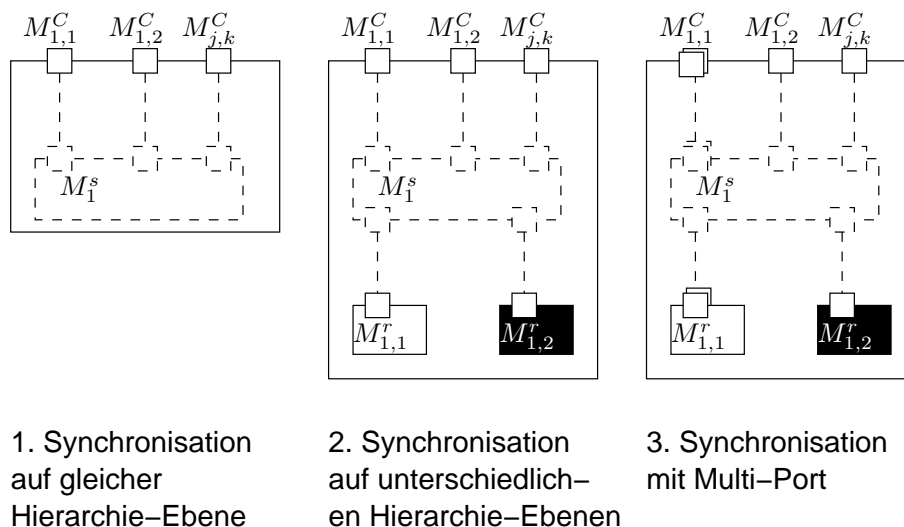 M^C_{1,1} M^C_{1,2} M^C_{j,k}
M^s_1
1. Synchronisation
auf gleicher
Hierarchie–Ebene
M^C_{1,1} M^C_{1,2} M^C_{j,k}
M^s_1
M^r_{1,1} M^r_{1,2}
2. Synchronisation
auf unterschiedlich–
en Hierarchie–Ebenen
M^C_{1,1} M^C_{1,2} M^C_{j,k}
M^s_1
M^r_{1,1} M^r_{1,2}
3. Synchronisation
mit Multi–Port